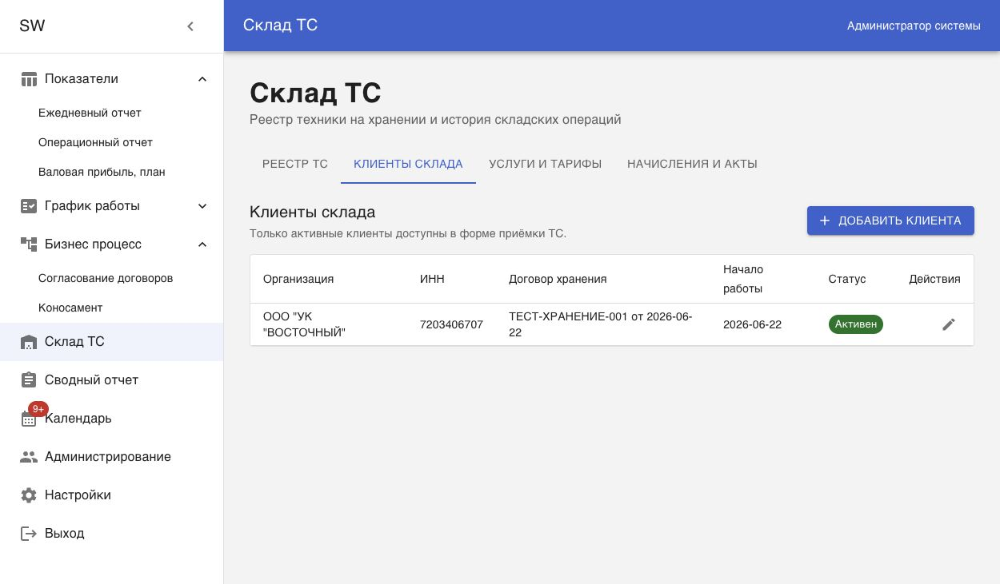 SW
Склад ТС
Администратор системы
Показатели
Ежедневный отчет
Операционный отчет
Валовая прибыль, план
График работы
Бизнес процесс
Согласование договоров
Коносамент
Склад ТС
Сводный отчет
9+
Календарь
Администрирование
Настройки
Выход
Склад ТС
Реестр техники на хранении и история складских операций
РЕЕСТР ТС
КЛИЕНТЫ СКЛАДА
УСЛУГИ И ТАРИФЫ
НАЧИСЛЕНИЯ И АКТЫ
Клиенты склада
Только активные клиенты доступны в форме приёмки ТС.
ДОБАВИТЬ КЛИЕНТА
Организация
ИНН
Договор хранения
Начало
работы
Статус
Действия
ООО "УК
"ВОСТОЧНЫЙ"
7203406707
ТЕСТ-ХРАНЕНИЕ-001 от 2026-06-
22
2026-06-22
Активен